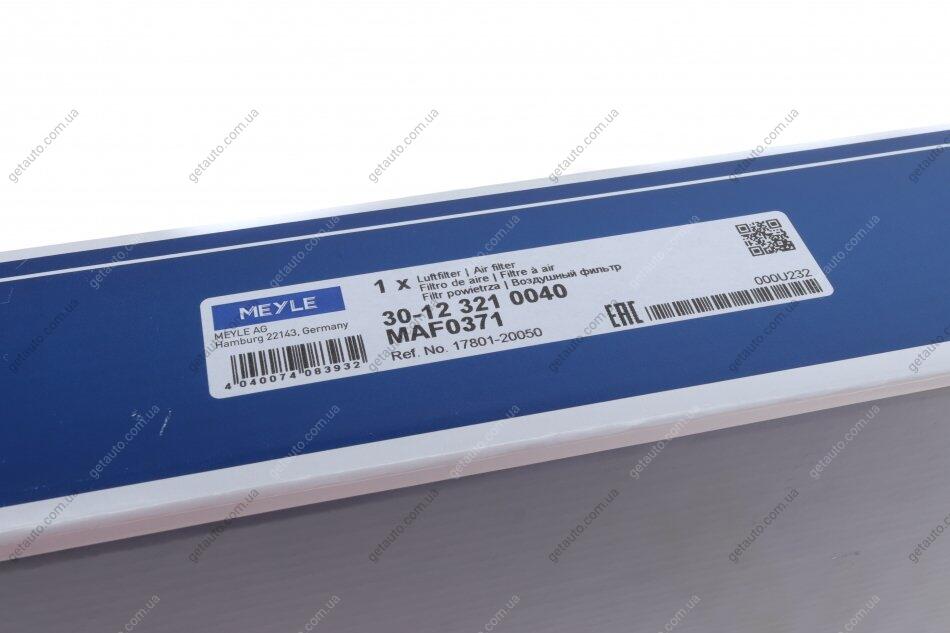 MEYLE
MEYLE AG
Hamburg 22143, Germany
4 040074 083932
1 x
Luftfilter | Air filter
Filtro de aire | Filtre à air
Filtr powietrza | Воздушный фильтр
30-12 321 0040
MAF0371
Ref. No. 17801-20050
EAC
000U232
getauto.com.ua